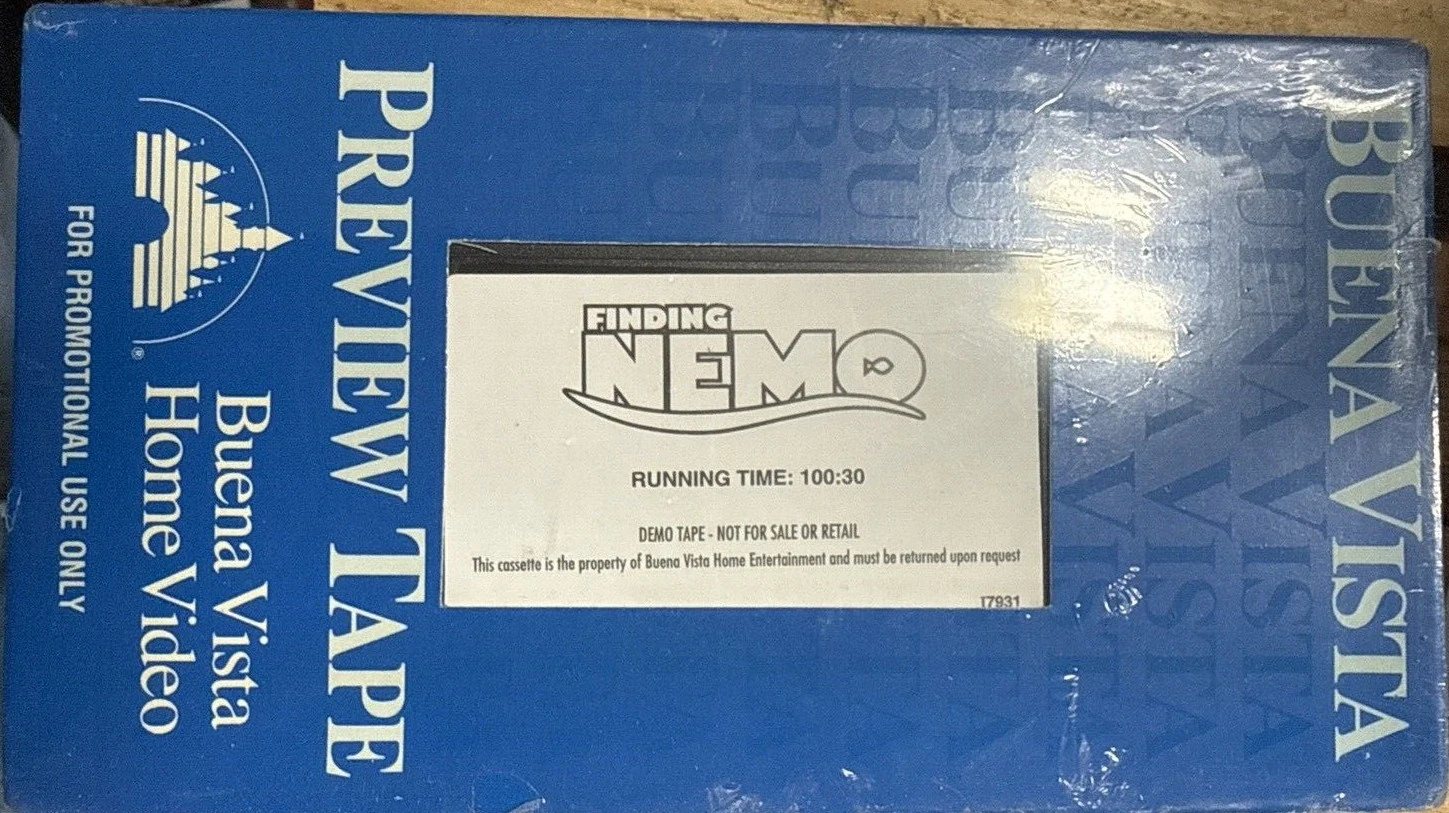 BUENA VISTA
BUENA VISTA
FINDING
NEMO
RUNNING TIME: 100:30
DEMO TAPE - NOT FOR SALE OR RETAIL
This cassette is the property of Buena Vista Home Entertainment and must be returned upon request
17931
PREVIEW TAPE
®
Buena Vista
Home Video
FOR PROMOTIONAL USE ONLY